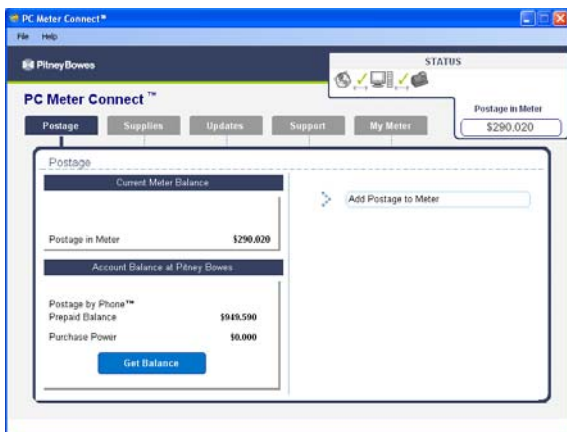 PC Meter Connect™
File Help
Pitney Bowes
STATUS
PC Meter Connect ™
Postage in Meter
$290.020
Postage Supplies Updates Support My Meter
Postage
Current Meter Balance
Add Postage to Meter
Postage in Meter $290.020
Account Balance at Pitney Bowes
Postage by Phone™
Prepaid Balance $949.590
Purchase Power $0.000
Get Balance